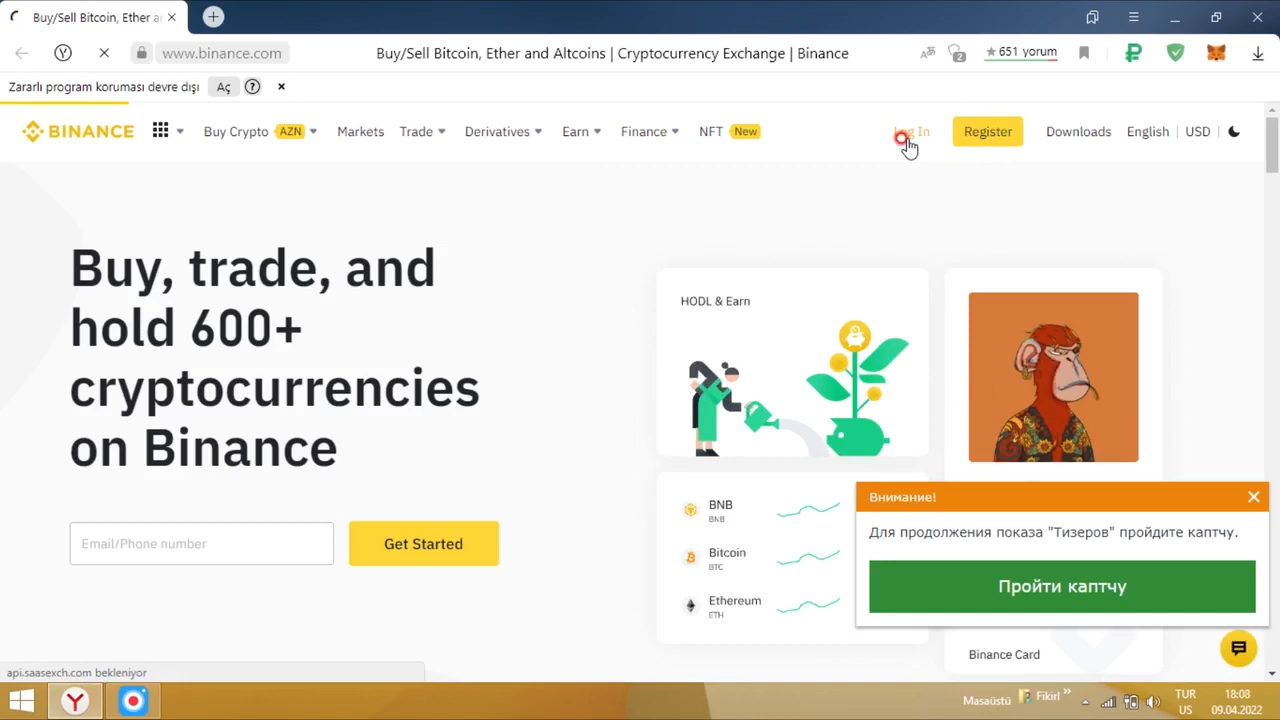 Buy/Sell Bitcoin, Ether a
www.binance.com
Buy/Sell Bitcoin, Ether and Altcoins | Cryptocurrency Exchange | Binance
651 yorum
2
Zararlı program koruması devre dışı
Aç
?
BINANCE
Buy Crypto AZN
Markets
Trade
Derivatives
Earn
Finance
NFT New
Log In
Register
Downloads
English
USD
Buy, trade, and
hold 600+
cryptocurrencies
on Binance
Email/Phone number
Get Started
HODL & Earn
BNB
BNB
Bitcoin
BTC
Ethereum
ETH
Внимание!
Для продолжения показа "Тизеров" пройдите каптчу.
Пройти каптчу
Binance Card
api.saasexch.com bekleniyor
Masaüstü
Fikirl
TUR
US
18:08
09.04.2022